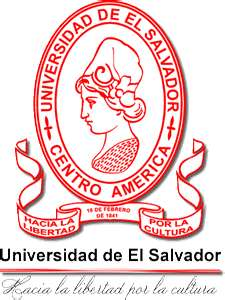 UNIVERSIDAD DE EL SALVADOR
CENTRO AMERICA
HACIA LA
LIBERTAD
16 DE FEBRERO
DE 1841
POR LA
CULTURA
Universidad de El Salvador
Hacia la libertad por la cultura